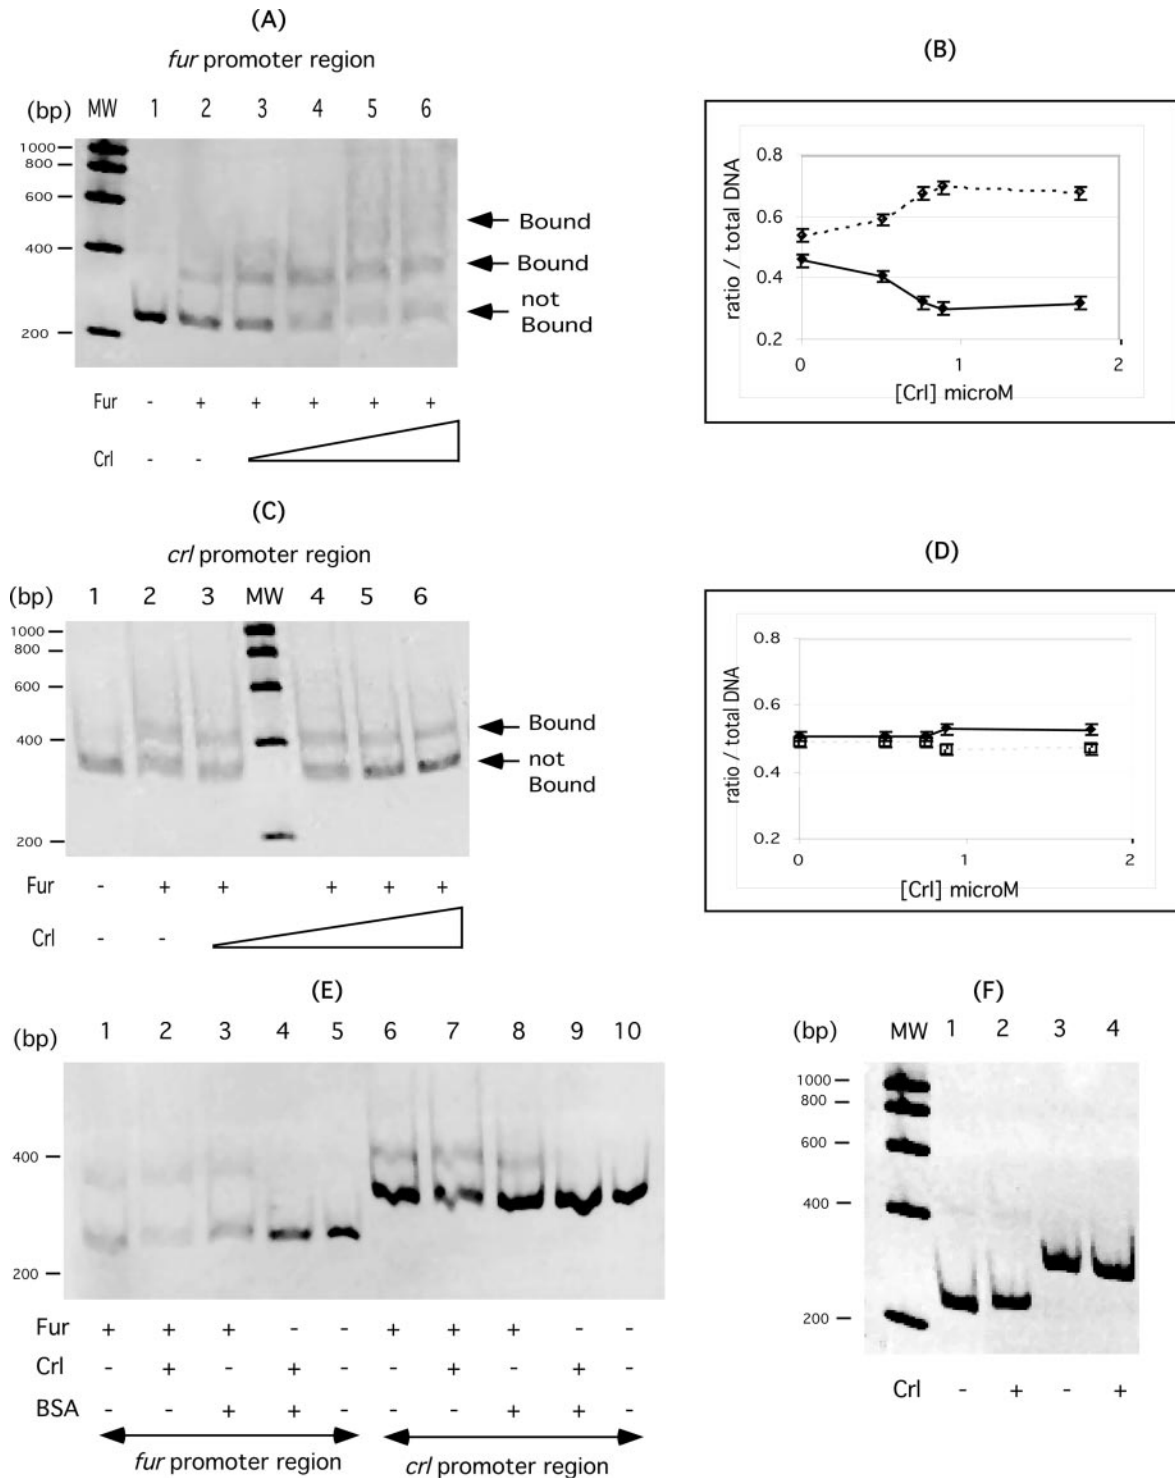 (A)
fur promoter region
(bp) MW 1 2 3 4 5 6
1000
800
600
400
200
Bound
Bound
not
Bound
Fur - + + + + +
Crl - -
(B)
ratio / total DNA
0.8
0.6
0.4
0.2
0 1 2
[Crl] microM
(C)
crl promoter region
(bp) 1 2 3 MW 4 5 6
1000
800
600
400
200
Bound
not
Bound
Fur - + + + + +
Crl - -
(D)
ratio / total DNA
0.8
0.6
0.4
0.2
0 1 2
[Crl] microM
(E)
(bp) 1 2 3 4 5 6 7 8 9 10
400
200
Fur + + + - - + + + - -
Crl - + - + - - + - + -
BSA - - + + - - - + + -
fur promoter region crl promoter region
(F)
(bp) MW 1 2 3 4
1000
800
600
400
200
Crl - + - +